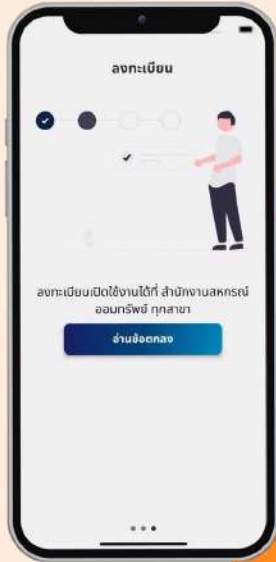 ลงทะเบียน
ลงทะเบียนเปิดใช้งานได้ที่ สำนักงานสหกรณ์
ออมทรัพย์ ทุกสาขา
อ่านข้อตกลง